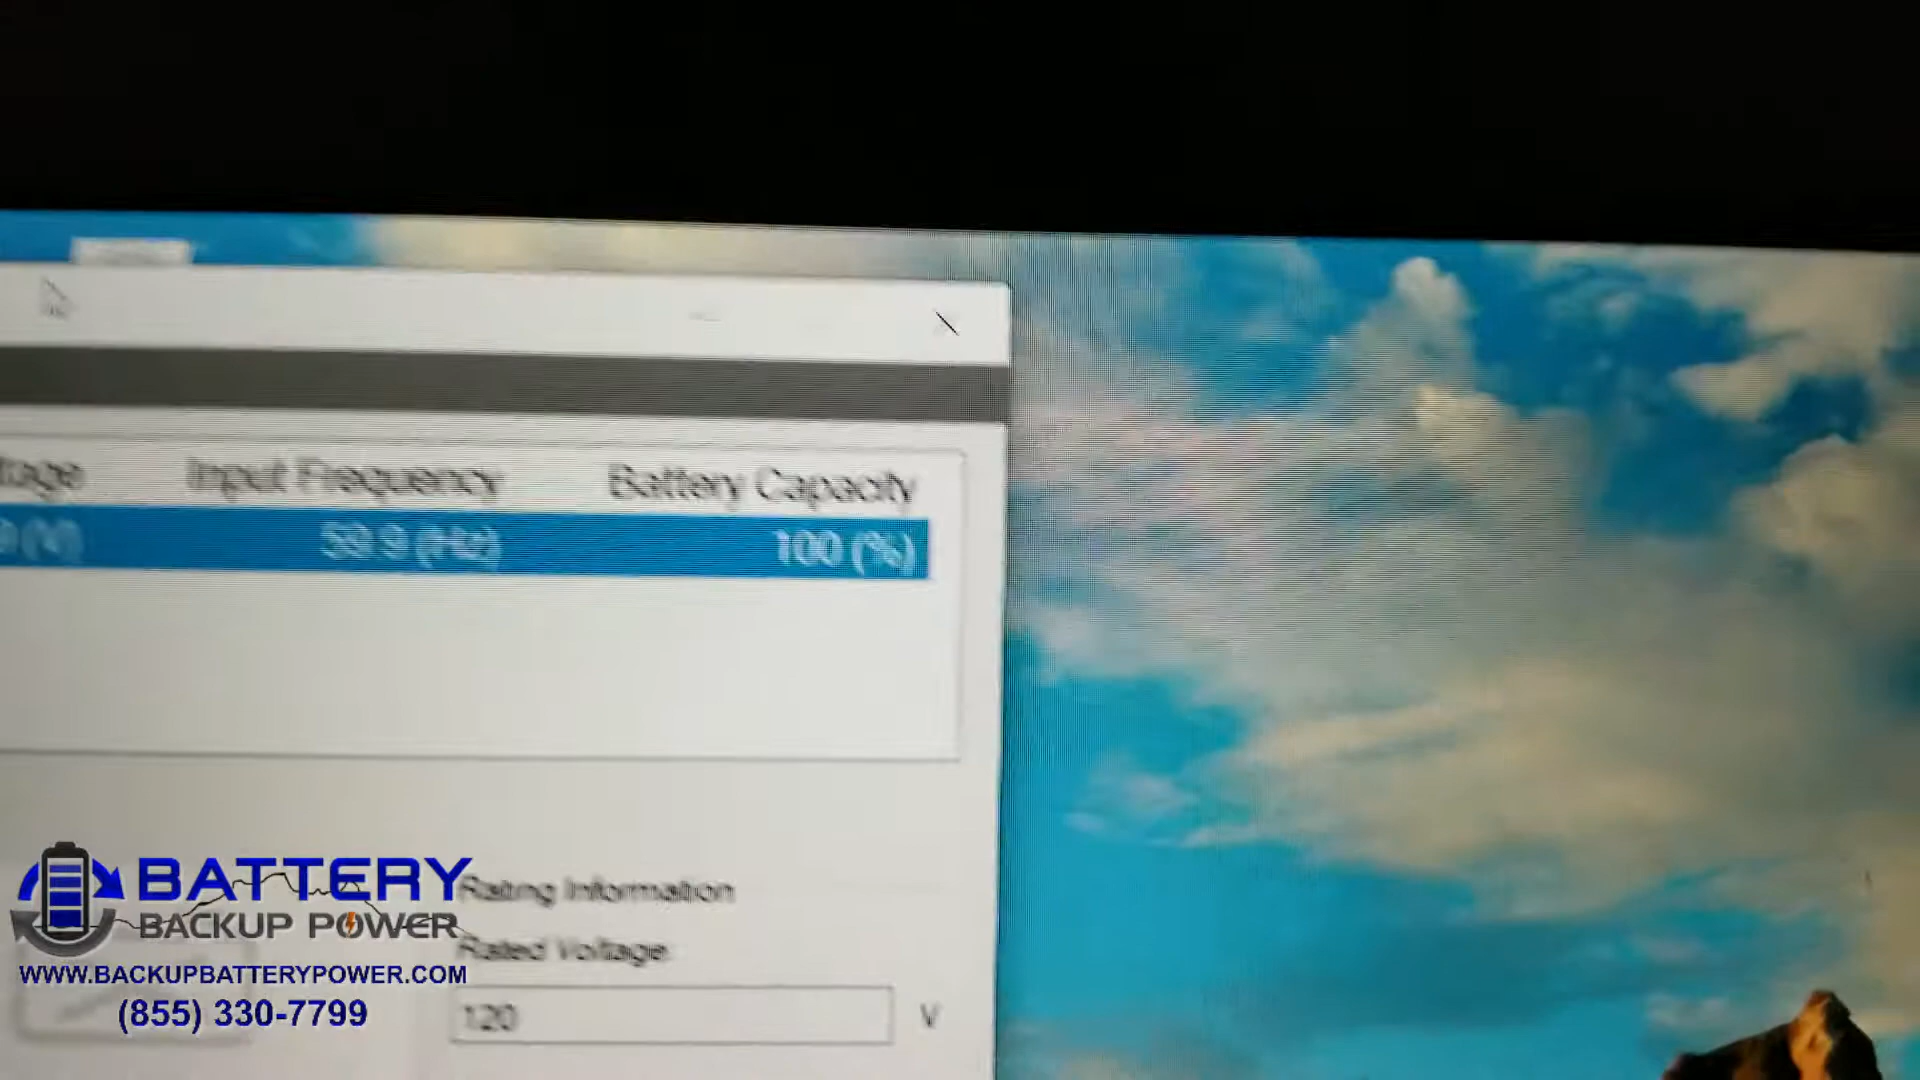 Input Frequency
Battery Capacity
59.9 (Hz)
100 (%)
Rating Information
Rated Voltage:
120
V
BATTERY
BACKUP POWER
WWW.BACKUPBATTERYPOWER.COM
(855) 330-7799